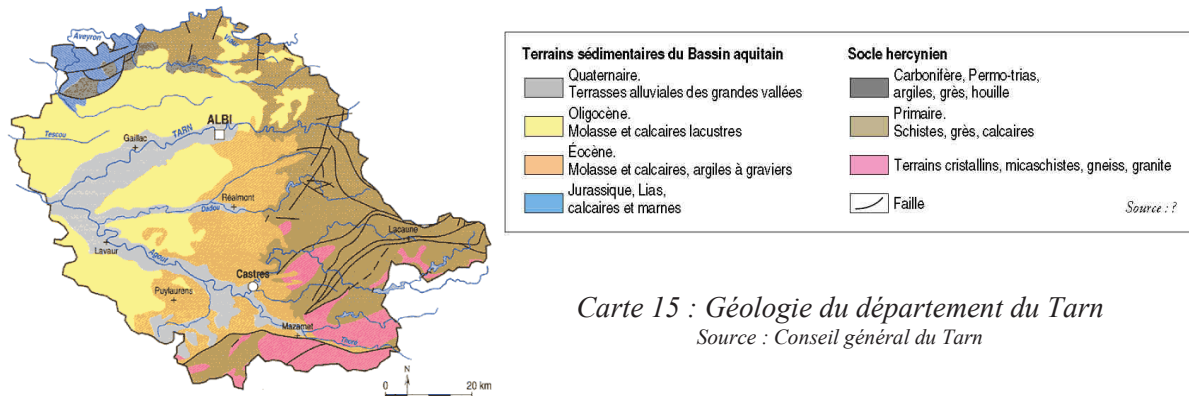 Aveyron
Viaur
Tescou
TARN
ALBI
Gaillac
Réalmont
Dadou
Lavaur
Agout
Lacaune
Castres
Puylaurens
Mazamet
Thoré
N
0 20 km
Terrains sédimentaires du Bassin aquitain
Quaternaire.
Terrasses alluviales des grandes vallées
Oligocène.
Molasse et calcaires lacustres
Éocène.
Molasse et calcaires, argiles à graviers
Jurassique, Lias,
calcaires et marnes
Socle hercynien
Carbonifère, Permo-trias,
argiles, grès, houille
Primaire.
Schistes, grès, calcaires
Terrains cristallins, micaschistes, gneiss, granite
Faille
Source : ?
Carte 15 : Géologie du département du Tarn
Source : Conseil général du Tarn